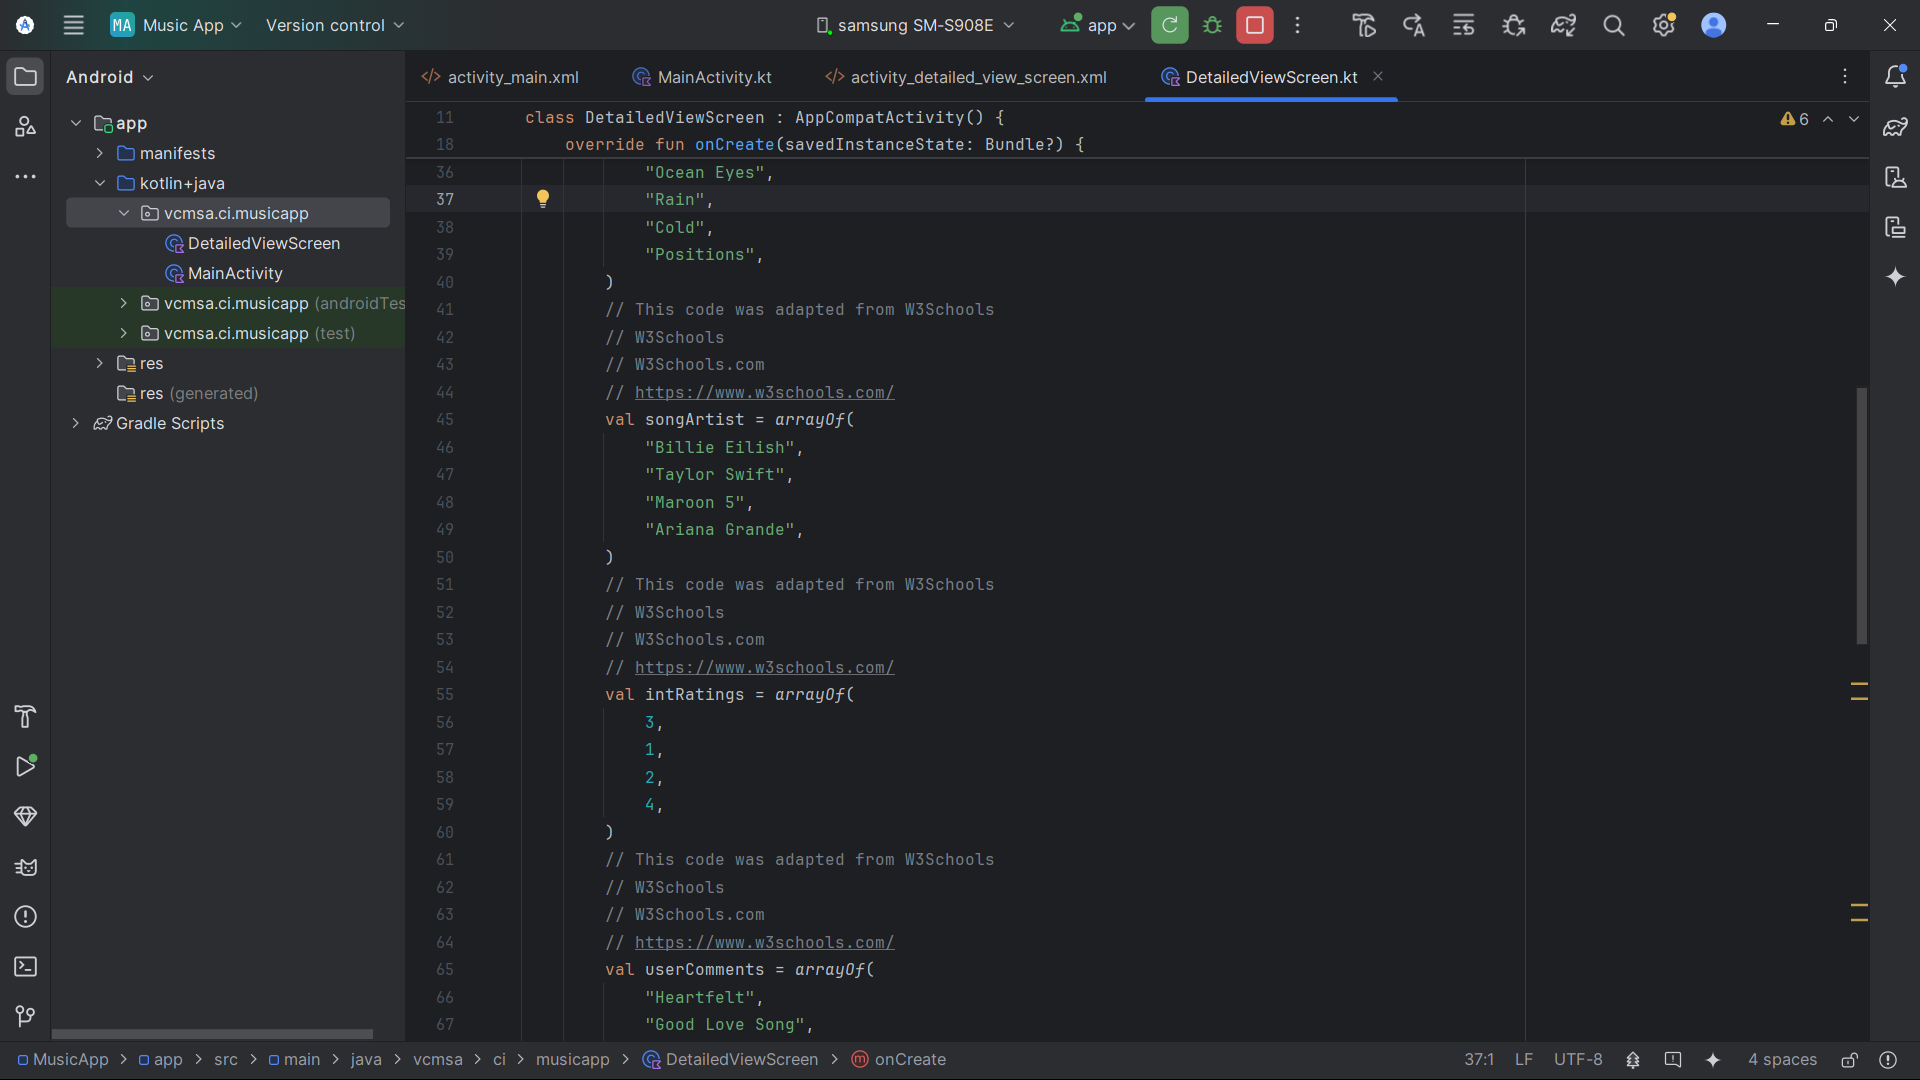 MA Music App Version control samsung SM-S908E app
Android
app
manifests
kotlin+java
vcmsa.ci.musicapp
DetailedViewScreen
MainActivity
vcmsa.ci.musicapp (androidTes
vcmsa.ci.musicapp (test)
res
res (generated)
Gradle Scripts
activity_main.xml MainActivity.kt activity_detailed_view_screen.xml DetailedViewScreen.kt
6
11 class DetailedViewScreen : AppCompatActivity() {
18 override fun onCreate(savedInstanceState: Bundle?) {
36 "Ocean Eyes",
37 "Rain",
38 "Cold",
39 "Positions",
40 )
41 // This code was adapted from W3Schools
42 // W3Schools
43 // W3Schools.com
44 // https://www.w3schools.com/
45 val songArtist = arrayOf(
46 "Billie Eilish",
47 "Taylor Swift",
48 "Maroon 5",
49 "Ariana Grande",
50 )
51 // This code was adapted from W3Schools
52 // W3Schools
53 // W3Schools.com
54 // https://www.w3schools.com/
55 val intRatings = arrayOf(
56 3,
57 1,
58 2,
59 4,
60 )
61 // This code was adapted from W3Schools
62 // W3Schools
63 // W3Schools.com
64 // https://www.w3schools.com/
65 val userComments = arrayOf(
66 "Heartfelt",
67 "Good Love Song",
MusicApp > app > src > main > java > vcmsa > ci > musicapp > DetailedViewScreen > onCreate 37:1 LF UTF-8 4 spaces